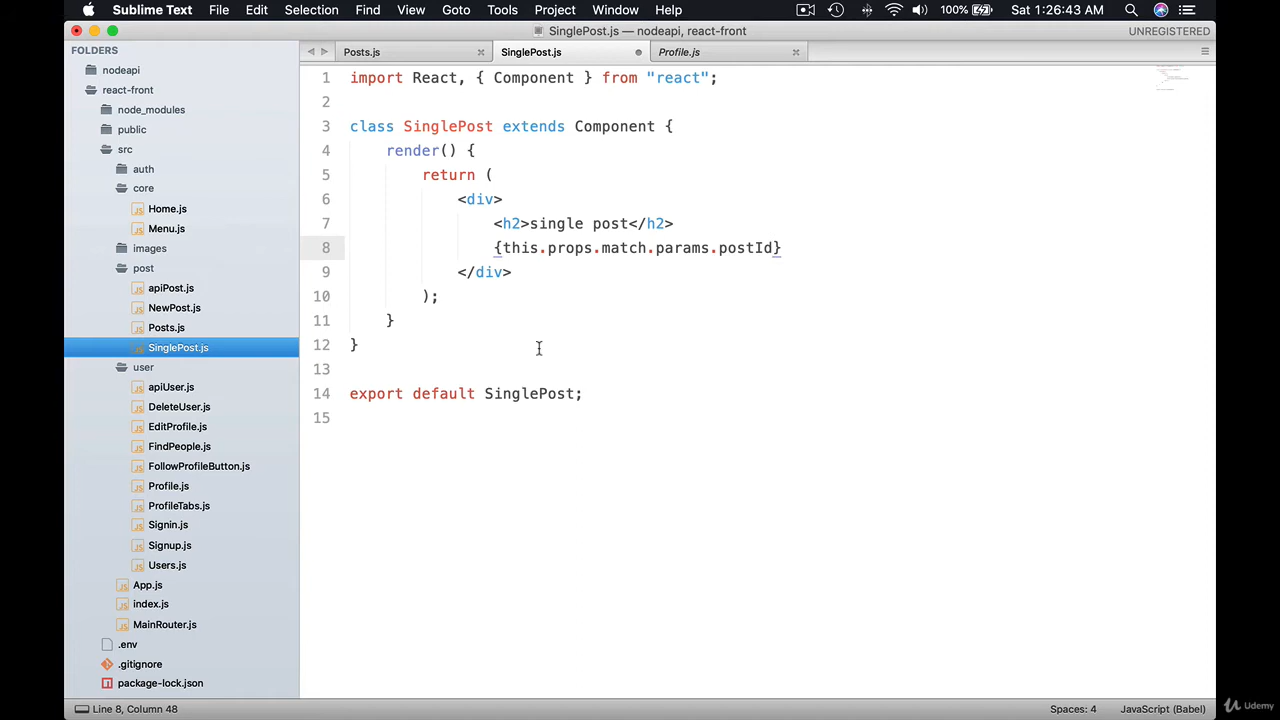 Sublime Text File Edit Selection Find View Goto Tools Project Window Help 100% Sat 1:26:43 AM
SinglePost.js — nodeapi, react-front UNREGISTERED
FOLDERS
nodeapi
react-front
node_modules
public
src
auth
core
Home.js
Menu.js
images
post
apiPost.js
NewPost.js
Posts.js
SinglePost.js
user
apiUser.js
DeleteUser.js
EditProfile.js
FindPeople.js
FollowProfileButton.js
Profile.js
ProfileTabs.js
Signin.js
Signup.js
Users.js
App.js
index.js
MainRouter.js
.env
.gitignore
package-lock.json
Posts.js SinglePost.js Profile.js
1 import React, { Component } from "react";
2
3 class SinglePost extends Component {
4 render() {
5 return (
6 <div>
7 <h2>single post</h2>
8 {this.props.match.params.postId}
9 </div>
10 );
11 }
12 }
13
14 export default SinglePost;
15
Line 8, Column 48 Spaces: 4 JavaScript (Babel)
Udemy